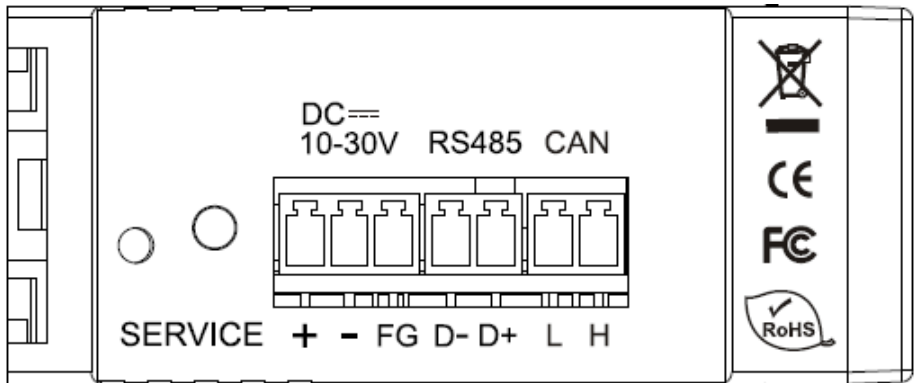 DC
10-30V RS485 CAN
SERVICE + - FG D- D+ L H
CE
FC
RoHS